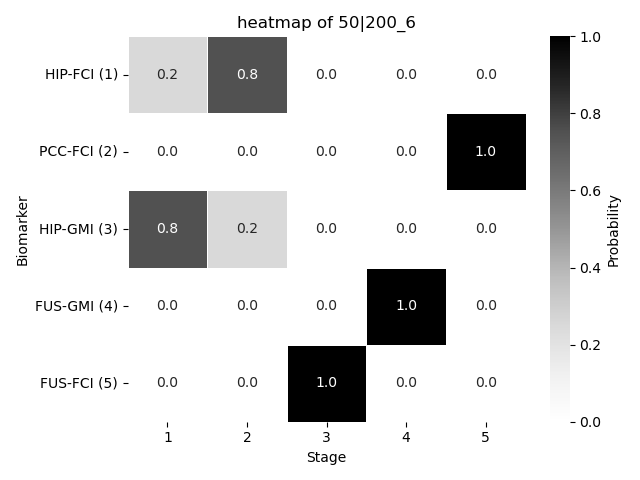 heatmap of 50|200_6
Biomarker
HIP-FCI (1) 0.2 0.8 0.0 0.0 0.0
PCC-FCI (2) 0.0 0.0 0.0 0.0 1.0
HIP-GMI (3) 0.8 0.2 0.0 0.0 0.0
FUS-GMI (4) 0.0 0.0 0.0 1.0 0.0
FUS-FCI (5) 0.0 0.0 1.0 0.0 0.0
1 2 3 4 5
Stage
1.0
0.8
0.6
0.4
0.2
0.0
Probability